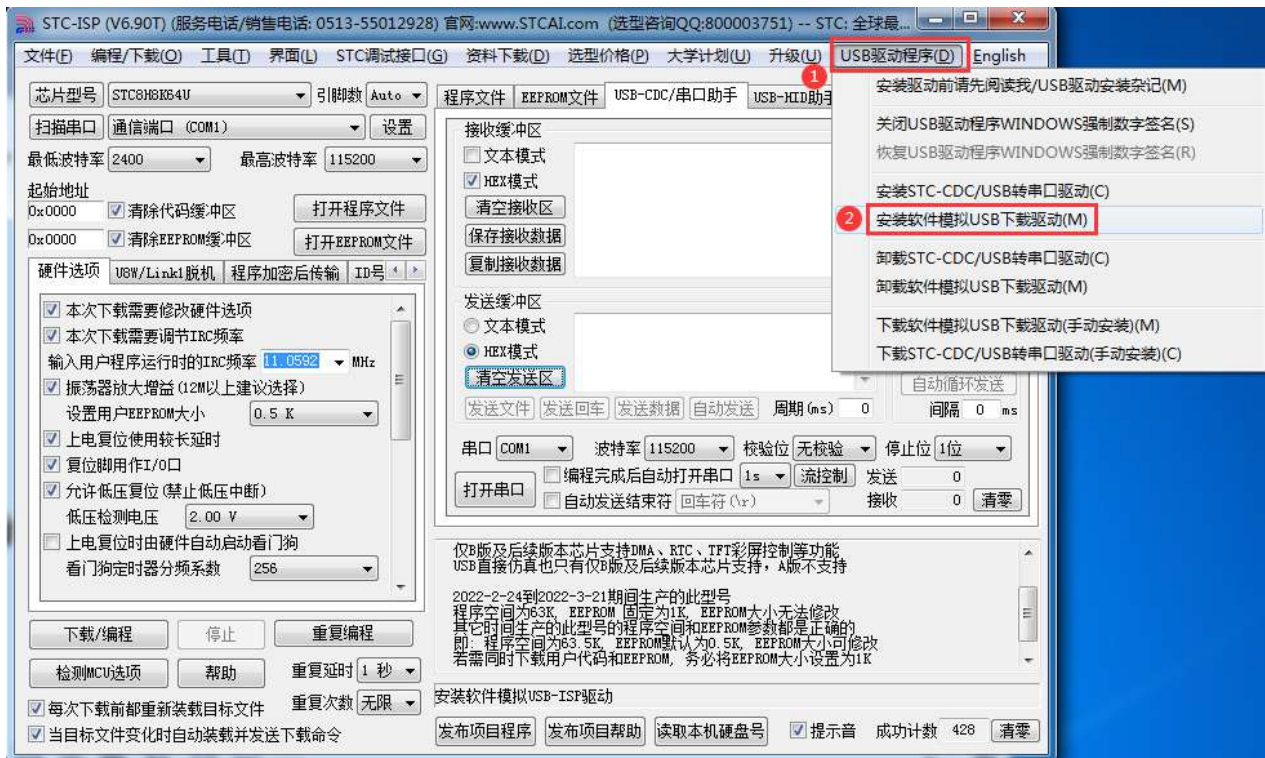 STC-ISP (V6.90T) (服务电话/销售电话: 0513-55012928) 官网:www.STCAI.com (选型咨询QQ:800003751) -- STC: 全球最...
文件(F) 编程/下载(O) 工具(T) 界面(L) STC调试接口(G) 资料下载(D) 选型价格(P) 大学计划(U) 升级(U) USB驱动程序(D) English
1
芯片型号 STC8H8K64U 引脚数 Auto
扫描串口 通信端口 (COM1) 设置
最低波特率 2400 最高波特率 115200
起始地址
0x0000 清除代码缓冲区 打开程序文件
0x0000 清除EEPROM缓冲区 打开EEPROM文件
硬件选项 U8W/Link1脱机 程序加密后传输 ID号
本次下载需要修改硬件选项
本次下载需要调节IRC频率
输入用户程序运行时的IRC频率 11.0592 MHz
振荡器放大增益(12M以上建议选择)
设置用户EEPROM大小 0.5 K
上电复位使用较长延时
复位脚用作I/O口
允许低压复位(禁止低压中断)
低压检测电压 2.00 V
上电复位时由硬件自动启动看门狗
看门狗定时器分频系数 256
下载/编程 停止 重复编程
检测MCU选项 帮助 重复延时 1 秒
每次下载前都重新装载目标文件 重复次数 无限
当目标文件变化时自动装载并发送下载命令
程序文件 EEPROM文件 USB-CDC/串口助手 USB-HID助手
接收缓冲区
文本模式
HEX模式
清空接收区
保存接收数据
复制接收数据
发送缓冲区
文本模式
HEX模式
清空发送区 自动循环发送
发送文件 发送回车 发送数据 自动发送 周期(ms) 0 间隔 0 ms
串口 COM1 波特率 115200 校验位 无校验 停止位 1位
打开串口 编程完成后自动打开串口 1s 流控制 发送 0
自动发送结束符 回车符(\r) 接收 0 清零
仅B版及后续版本芯片支持DMA、RTC、TFT彩屏控制等功能
USB直接仿真也只有仅B版及后续版本芯片支持，A版不支持
2022-2-24到2022-3-21期间生产的此型号
程序空间为63K, EEPROM 固定为1K, EEPROM大小无法修改
其它时间生产的此型号的程序空间和EEPROM参数都是正确的
即: 程序空间为63.5K, EEPROM默认为0.5K, EEPROM大小可修改
若需同时下载用户代码和EEPROM, 务必将EEPROM大小设置为1K
安装软件模拟USB-ISP驱动
发布项目程序 发布项目帮助 读取本机硬盘号 提示音 成功计数 428 清零
安装驱动前请先阅读我/USB驱动安装杂记(M)
关闭USB驱动程序WINDOWS强制数字签名(S)
恢复USB驱动程序WINDOWS强制数字签名(R)
安装STC-CDC/USB转串口驱动(C)
2 安装软件模拟USB下载驱动(M)
卸载STC-CDC/USB转串口驱动(C)
卸载软件模拟USB下载驱动(M)
下载软件模拟USB下载驱动(手动安装)(M)
下载STC-CDC/USB转串口驱动(手动安装)(C)